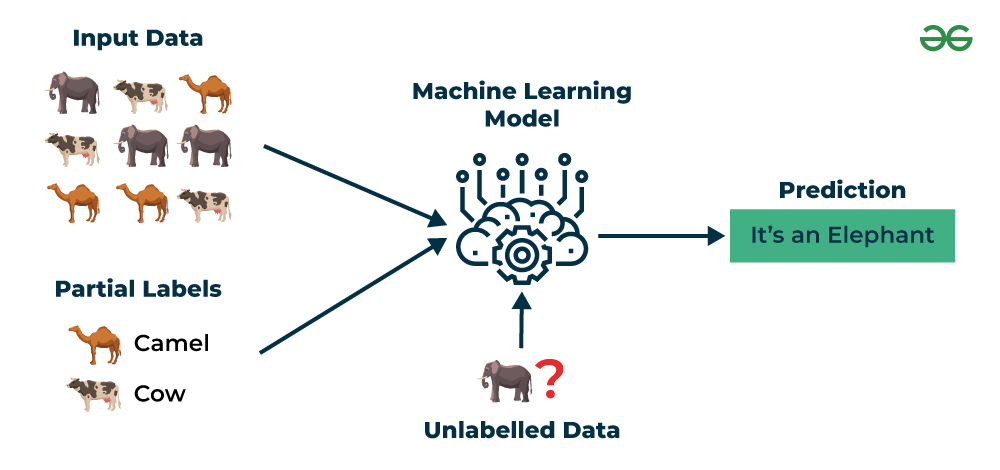 Input Data
Machine Learning
Model
Prediction
It's an Elephant
Partial Labels
Camel
Cow
?
Unlabelled Data